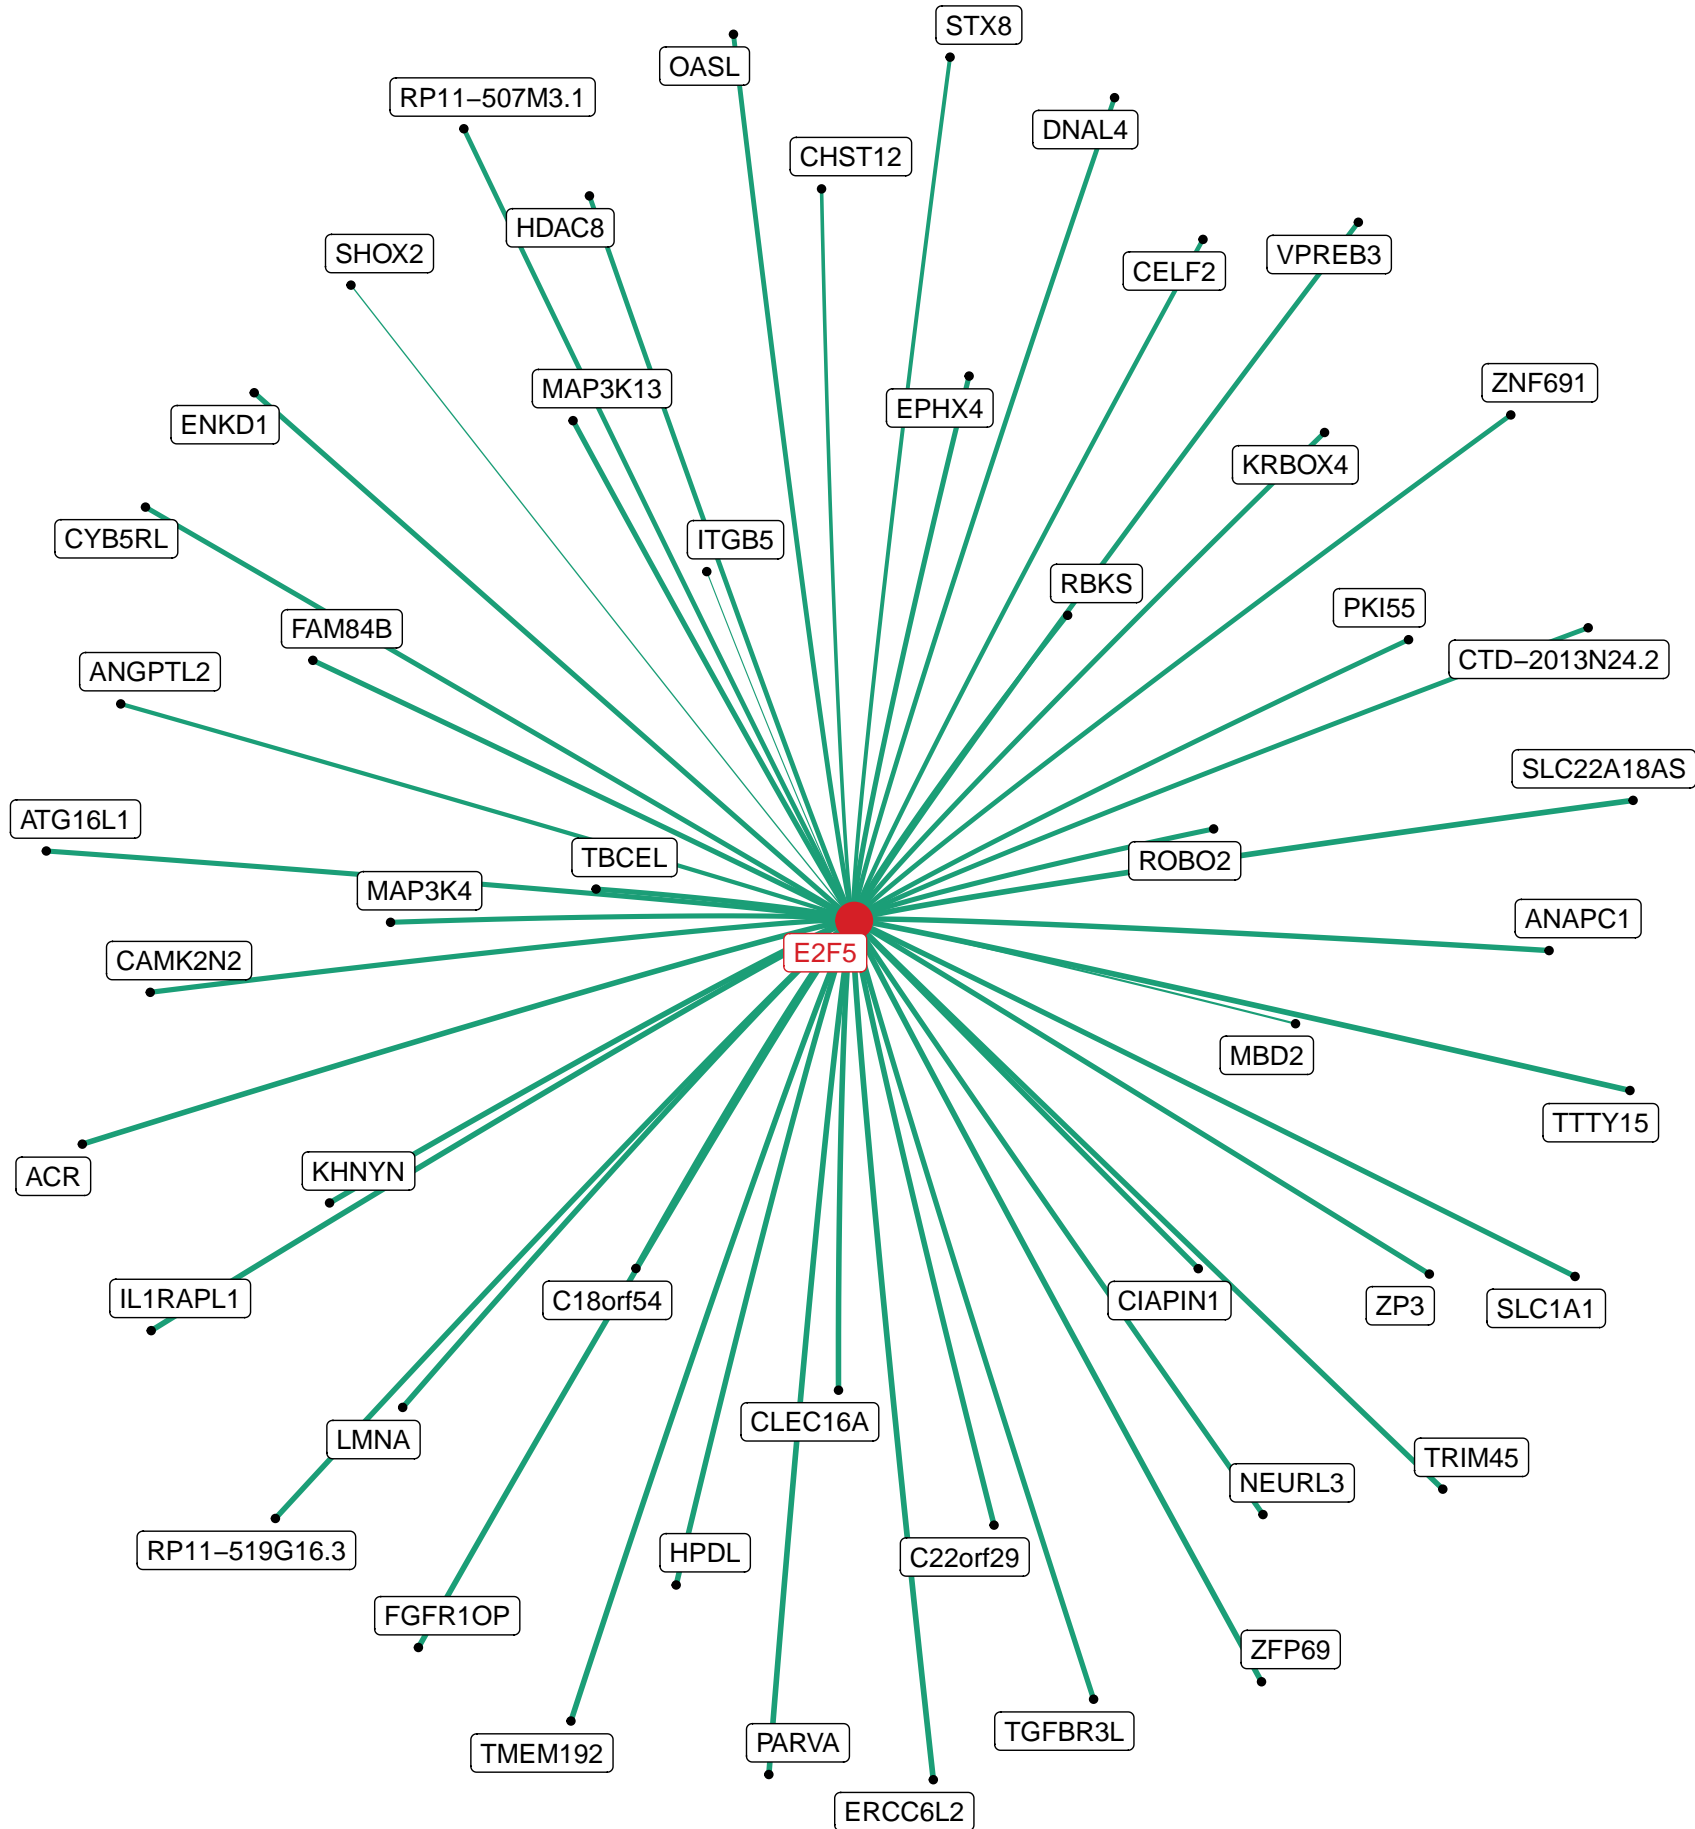 STX8
OASL
RP11−507M3.1
DNAL4
CHST12
HDAC8
SHOX2
VPREB3
CELF2
ZNF691
MAP3K13
EPHX4
ENKD1
KRBOX4
CYB5RL
ITGB5
RBKS
PKI55
FAM84B
CTD−2013N24.2
ANGPTL2
SLC22A18AS
ATG16L1
TBCEL
ROBO2
MAP3K4
ANAPC1
E2F5
CAMK2N2
MBD2
TTTY15
KHNYN
ACR
IL1RAPL1
C18orf54
CIAPIN1
ZP3
SLC1A1
CLEC16A
LMNA
TRIM45
NEURL3
RP11−519G16.3
HPDL
C22orf29
FGFR1OP
ZFP69
TGFBR3L
PARVA
TMEM192
ERCC6L2